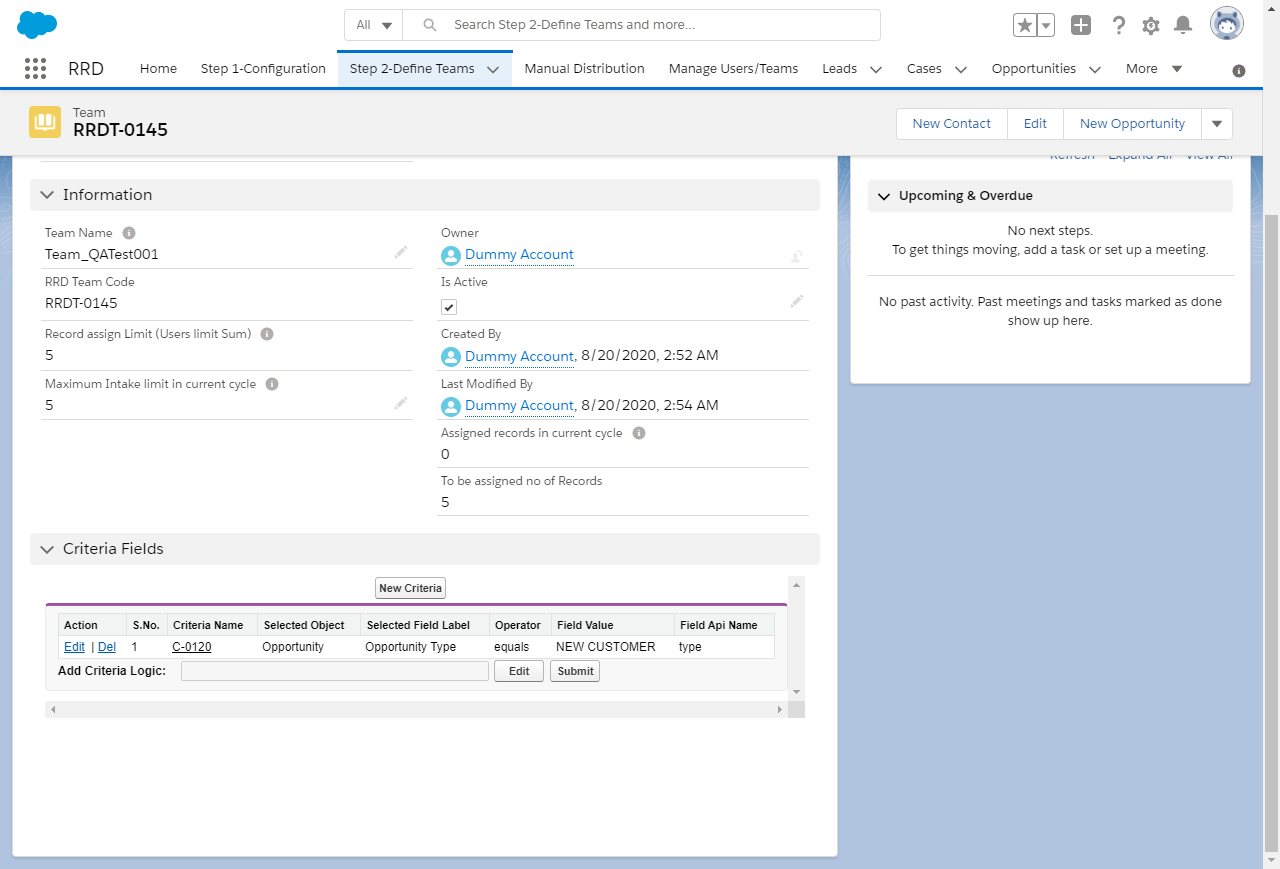 All
Search Step 2-Define Teams and more...
RRD
Home
Step 1-Configuration
Step 2-Define Teams
Manual Distribution
Manage Users/Teams
Leads
Cases
Opportunities
More
Team
RRDT-0145
New Contact
Edit
New Opportunity
Refresh
Expand All
View All
Information
Team Name
Team_QATest001
Owner
Dummy Account
RRD Team Code
RRDT-0145
Is Active
Record assign Limit (Users limit Sum)
5
Created By
Dummy Account, 8/20/2020, 2:52 AM
Maximum Intake limit in current cycle
5
Last Modified By
Dummy Account, 8/20/2020, 2:54 AM
Assigned records in current cycle
0
To be assigned no of Records
5
Upcoming & Overdue
No next steps.
To get things moving, add a task or set up a meeting.
No past activity. Past meetings and tasks marked as done
show up here.
Criteria Fields
New Criteria
Action S.No. Criteria Name Selected Object Selected Field Label Operator Field Value Field Api Name
Edit | Del 1 C-0120 Opportunity Opportunity Type equals NEW CUSTOMER type
Add Criteria Logic: Edit Submit